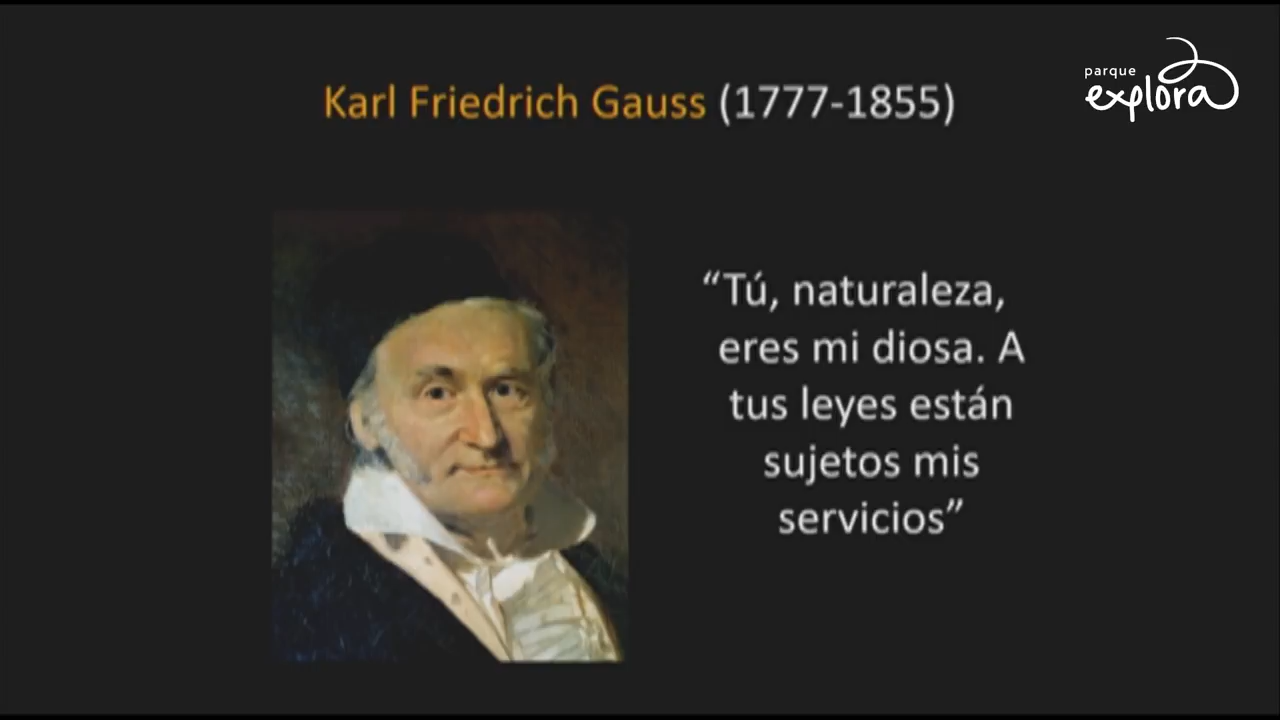 Karl Friedrich Gauss (1777-1855)
parque
explora
“Tú, naturaleza,
eres mi diosa. A
tus leyes están
sujetos mis
servicios”